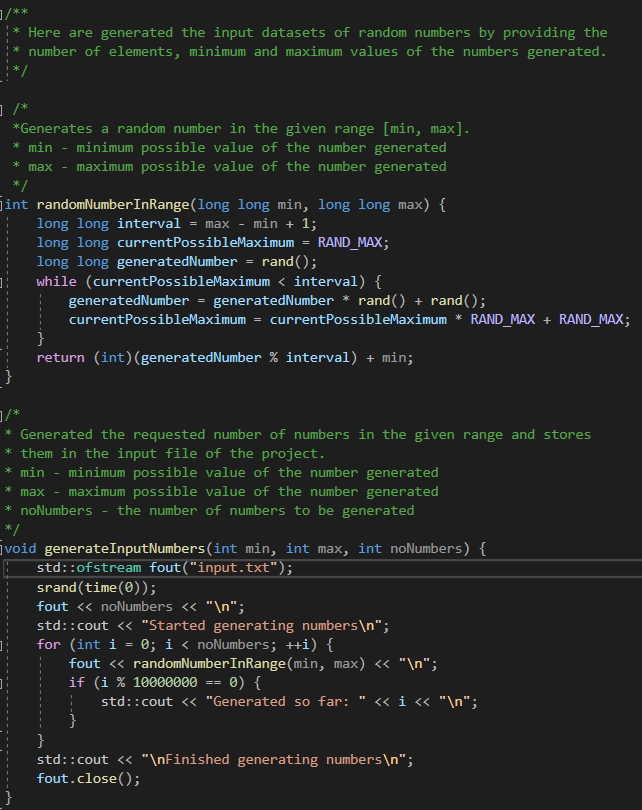 /**
 * Here are generated the input datasets of random numbers by providing the
 * number of elements, minimum and maximum values of the numbers generated.
 */
 /*
 *Generates a random number in the given range [min, max].
 * min - minimum possible value of the number generated
 * max - maximum possible value of the number generated
 */
int randomNumberInRange(long long min, long long max) {
    long long interval = max - min + 1;
    long long currentPossibleMaximum = RAND_MAX;
    long long generatedNumber = rand();
    while (currentPossibleMaximum < interval) {
        generatedNumber = generatedNumber * rand() + rand();
        currentPossibleMaximum = currentPossibleMaximum * RAND_MAX + RAND_MAX;
    }
    return (int)(generatedNumber % interval) + min;
}
/*
* Generated the requested number of numbers in the given range and stores
* them in the input file of the project.
* min - minimum possible value of the number generated
* max - maximum possible value of the number generated
* noNumbers - the number of numbers to be generated
*/
void generateInputNumbers(int min, int max, int noNumbers) {
    std::ofstream fout("input.txt");
    srand(time(0));
    fout << noNumbers << "\n";
    std::cout << "Started generating numbers\n";
    for (int i = 0; i < noNumbers; ++i) {
        fout << randomNumberInRange(min, max) << "\n";
        if (i % 10000000 == 0) {
            std::cout << "Generated so far: " << i << "\n";
        }
    }
    std::cout << "\nFinished generating numbers\n";
    fout.close();
}